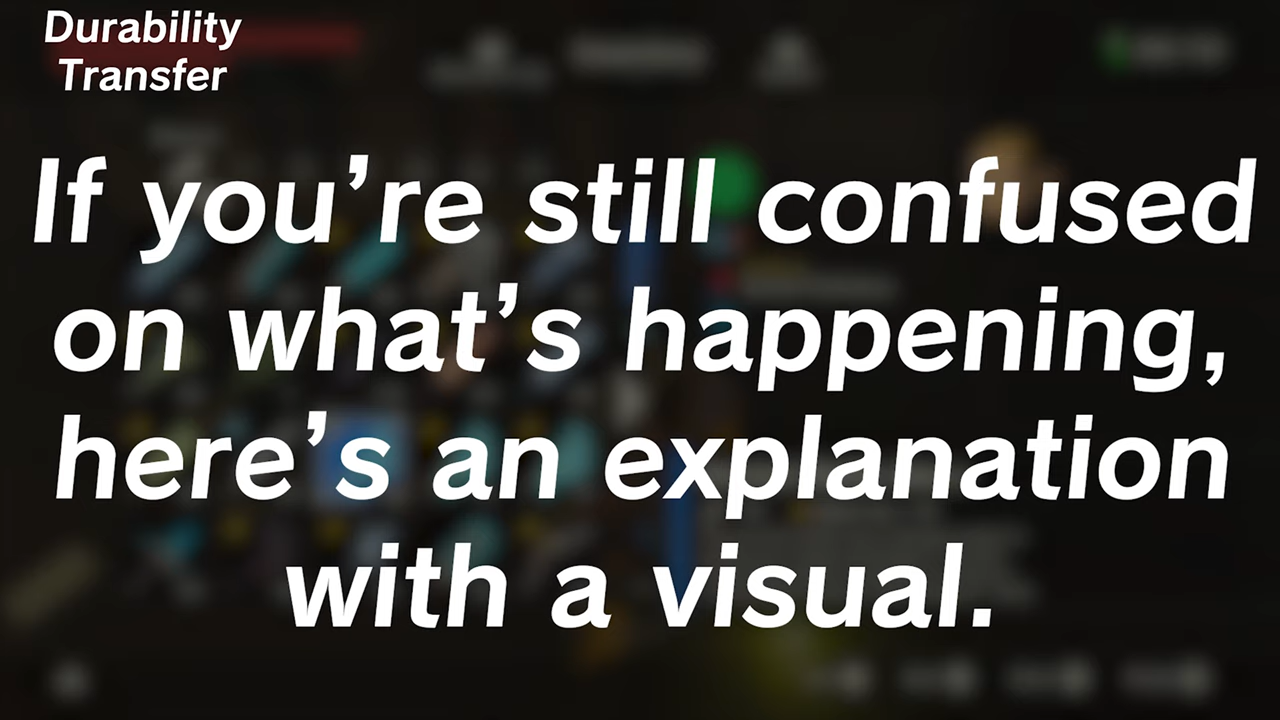 Durability
Transfer
If you’re still confused
on what’s happening,
here’s an explanation
with a visual.